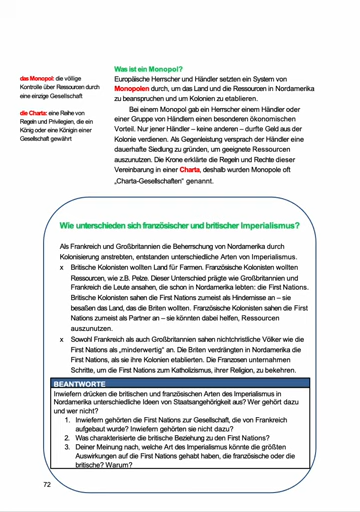 Was ist ein Monopol?
das Monopol: die völlige
Kontrolle über Ressourcen durch
eine einzige Gesellschaft
die Charta: eine Reihe von
Regeln und Privilegien, die ein
König oder eine Königin einer
Gesellschaft gewährt
Europäische Herrscher und Händler setzten ein System von
Monopolen durch, um das Land und die Ressourcen in Nordamerika
zu beanspruchen und um Kolonien zu etablieren.
Bei einem Monopol gab ein Herrscher einem Händler oder
einer Gruppe von Händlern einen besonderen ökonomischen
Vorteil. Nur jener Händler – keine anderen – durfte Geld aus der
Kolonie verdienen. Als Gegenleistung versprach der Händler eine
dauerhafte Siedlung zu gründen, um geeignete Ressourcen
auszunutzen. Die Krone erklärte die Regeln und Rechte dieser
Vereinbarung in einer Charta, deshalb wurden Monopole oft
„Charta-Gesellschaften“ genannt.
Wie unterschieden sich französischer und britischer Imperialismus?
Als Frankreich und Großbritannien die Beherrschung von Nordamerika durch
Kolonisierung anstrebten, entstanden unterschiedliche Arten von Imperialismus.
x Britische Kolonisten wollten Land für Farmen. Französische Kolonisten wollten
Ressourcen, wie z.B. Pelze. Dieser Unterschied prägte wie Großbritannien und
Frankreich die Leute ansahen, die schon in Nordamerika lebten: die First Nations.
Britische Kolonisten sahen die First Nations zumeist als Hindernisse an – sie
besaßen das Land, das die Briten wollten. Französische Kolonisten sahen die First
Nations zumeist als Partner an – sie könnten dabei helfen, Ressourcen
auszunutzen.
x Sowohl Frankreich als auch Großbritannien sahen nichtchristliche Völker wie die
First Nations als „minderwertig“ an. Die Briten verdrängten in Nordamerika die
First Nations, als sie ihre Kolonien etablierten. Die Franzosen unternahmen
Schritte, um die First Nations zum Katholizismus, ihrer Religion, zu bekehren.
BEANTWORTE
Inwiefern drücken die britischen und französischen Arten des Imperialismus in
Nordamerika unterschiedliche Ideen von Staatsangehörigkeit aus? Wer gehört dazu
und wer nicht?
1. Inwiefern gehörten die First Nations zur Gesellschaft, die von Frankreich
aufgebaut wurde? Inwiefern gehörten sie nicht dazu?
2. Was charakterisierte die britische Beziehung zu den First Nations?
3. Deiner Meinung nach, welche Art des Imperialismus könnte die größten
Auswirkungen auf die First Nations gehabt haben, die französische oder die
britische? Warum?
72